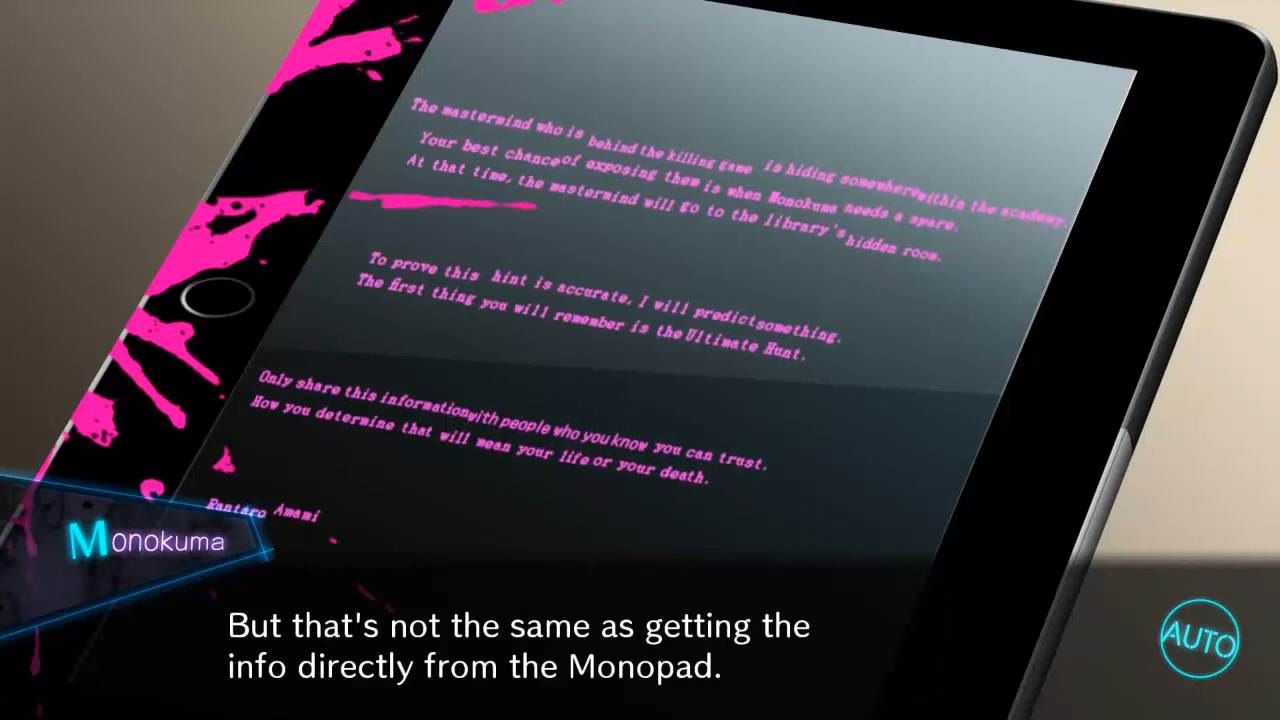 The mastermind who is behind the killing game is hiding somewhere within the academy.
Your best chance of exposing them is when Monokuma needs a spare.
At that time, the mastermind will go to the library's hidden room.
To prove this hint is accurate, I will predict something.
The first thing you will remember is the Ultimate Hunt.
Only share this information with people who you know you can trust.
How you determine that will mean your life or your death.
Rantaro Amami
Monokuma
But that's not the same as getting the
info directly from the Monopad.
AUTO